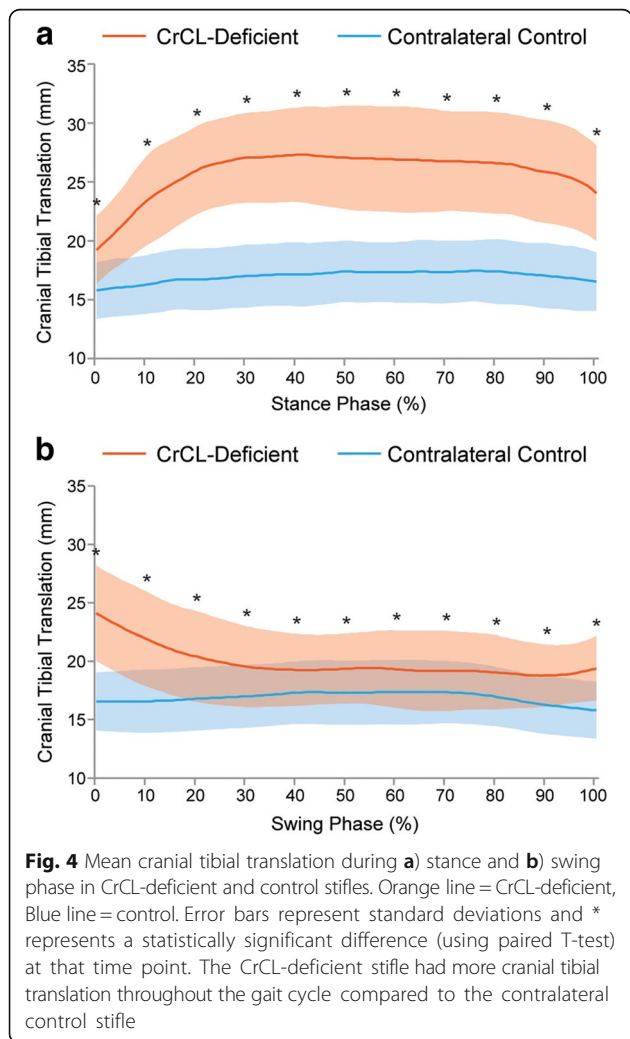 a
CrCL-Deficient Contralateral Control
35
30
25
20
15
10
Cranial Tibial Translation (mm)
* * * * * * * * * * *
0 10 20 30 40 50 60 70 80 90 100
Stance Phase (%)
b
CrCL-Deficient Contralateral Control
35
30
25
20
15
10
Cranial Tibial Translation (mm)
* * * * * * * * * * *
0 10 20 30 40 50 60 70 80 90 100
Swing Phase (%)
Fig. 4 Mean cranial tibial translation during a) stance and b) swing
phase in CrCL-deficient and control stifles. Orange line = CrCL-deficient,
Blue line = control. Error bars represent standard deviations and *
represents a statistically significant difference (using paired T-test)
at that time point. The CrCL-deficient stifle had more cranial tibial
translation throughout the gait cycle compared to the contralateral
control stifle